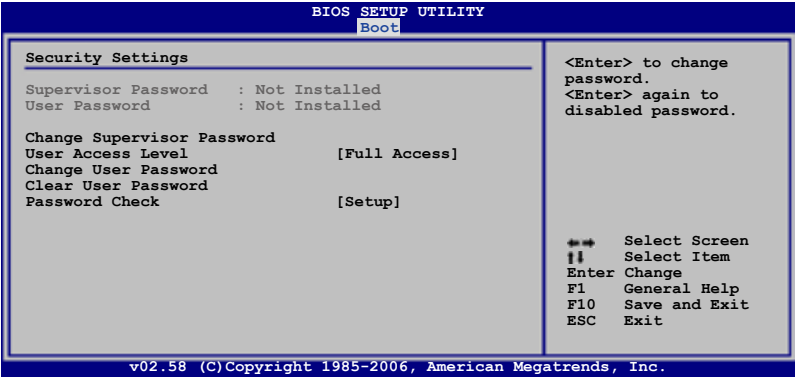 BIOS SETUP UTILITY
Boot
Security Settings
Supervisor Password : Not Installed
User Password : Not Installed
Change Supervisor Password
User Access Level [Full Access]
Change User Password
Clear User Password
Password Check [Setup]
<Enter> to change
password.
<Enter> again to
disabled password.
←→ Select Screen
↑↓ Select Item
Enter Change
F1 General Help
F10 Save and Exit
ESC Exit
v02.58 (C)Copyright 1985-2006, American Megatrends, Inc.